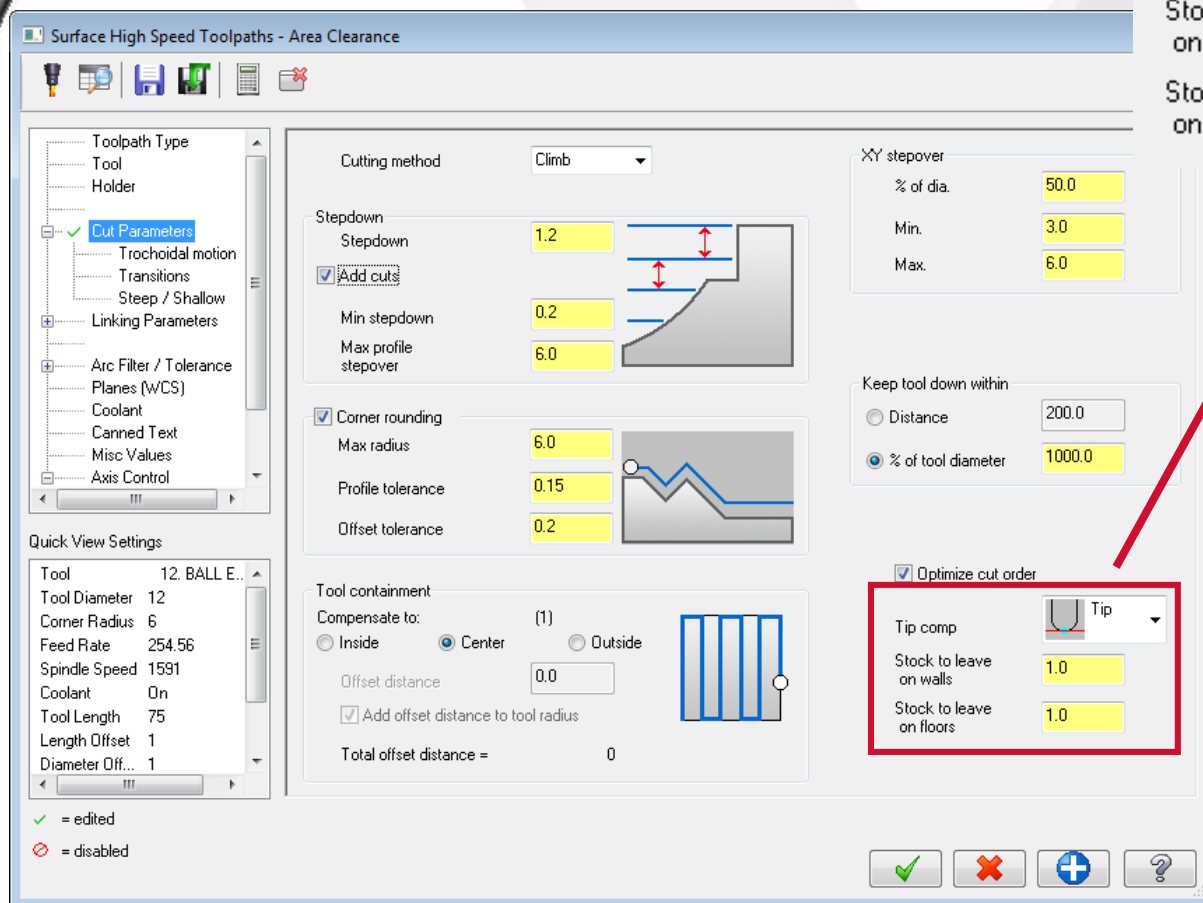 Surface High Speed Toolpaths - Area Clearance
Toolpath Type
Tool
Holder
Cut Parameters
Trochoidal motion
Transitions
Steep / Shallow
Linking Parameters
Arc Filter / Tolerance
Planes (WCS)
Coolant
Canned Text
Misc Values
Axis Control
Quick View Settings
Tool 12. BALL E..
Tool Diameter 12
Corner Radius 6
Feed Rate 254.56
Spindle Speed 1591
Coolant On
Tool Length 75
Length Offset 1
Diameter Off... 1
= edited
= disabled
Cutting method Climb
Stepdown
Stepdown 1.2
Add cuts
Min stepdown 0.2
Max profile
stepover 6.0
Corner rounding
Max radius 6.0
Profile tolerance 0.15
Offset tolerance 0.2
Tool containment
Compensate to: (1)
Inside Center Outside
Offset distance 0.0
Add offset distance to tool radius
Total offset distance = 0
XY stepover
% of dia. 50.0
Min. 3.0
Max. 6.0
Keep tool down within
Distance 200.0
% of tool diameter 1000.0
Optimize cut order
Tip comp Tip
Stock to leave
on walls 1.0
Stock to leave
on floors 1.0
Sto
on
Sto
on